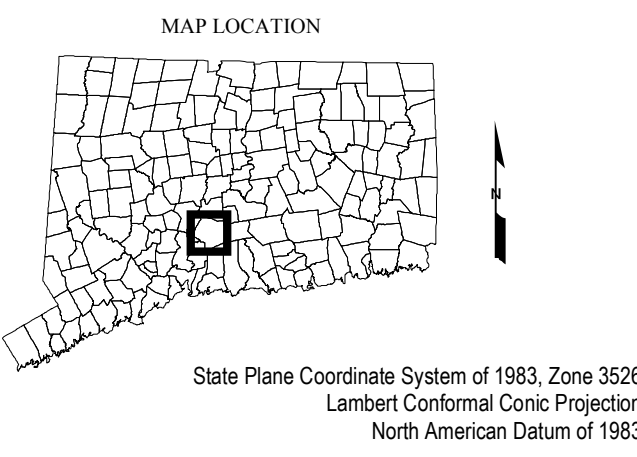 MAP LOCATION
N
State Plane Coordinate System of 1983, Zone 3526
Lambert Conformal Conic Projection
North American Datum of 1983